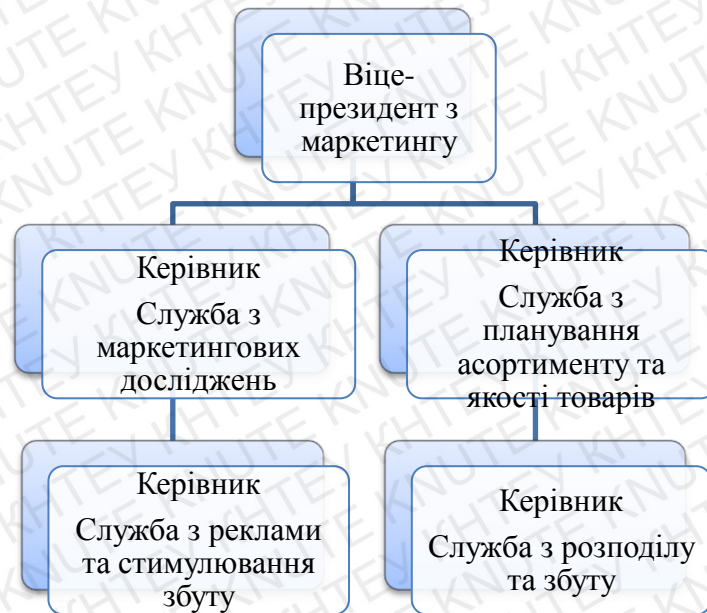 Віце-
президент з
маркетингу
Керівник
Служба з
маркетингових
досліджень
Керівник
Служба з
планування
асортименту та
якості товарів
Керівник
Служба з реклами
та стимулювання
збуту
Керівник
Служба з розподілу
та збуту